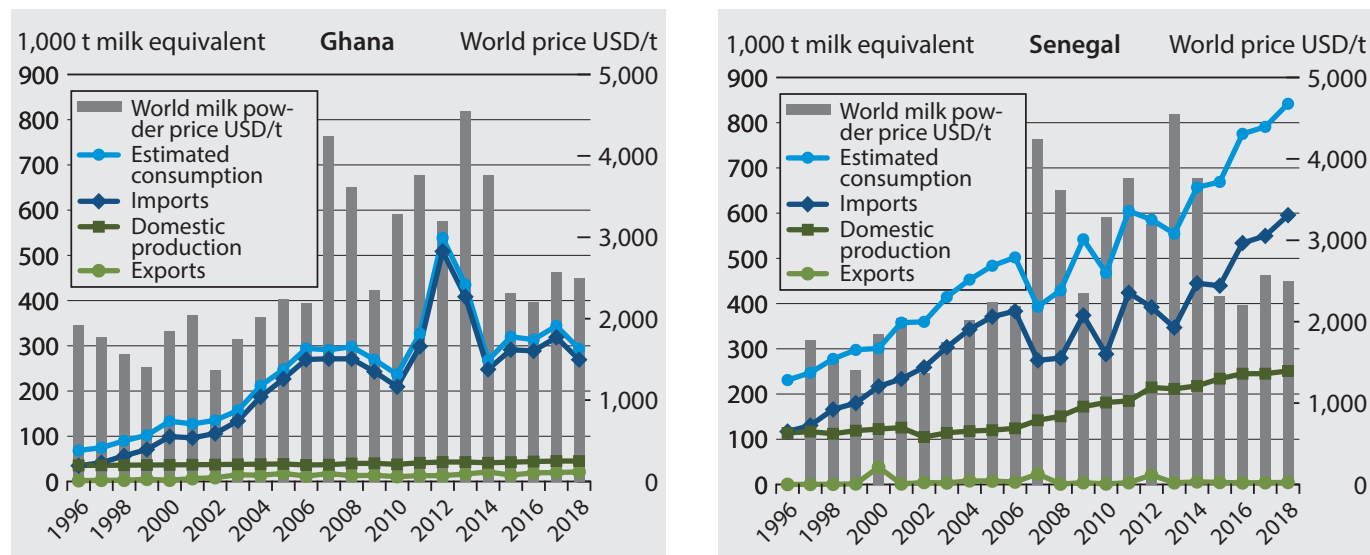 1,000 t milk equivalent Ghana World price USD/t
900
800
700
600
500
400
300
200
100
0
World milk pow-
der price USD/t
Estimated
consumption
Imports
Domestic
production
Exports
5,000
4,000
3,000
2,000
1,000
0
1996 1998 2000 2002 2004 2006 2008 2010 2012 2014 2016 2018
1,000 t milk equivalent Senegal World price USD/t
900
800
700
600
500
400
300
200
100
0
World milk pow-
der price USD/t
Estimated
consumption
Imports
Domestic
production
Exports
5,000
4,000
3,000
2,000
1,000
0
1996 1998 2000 2002 2004 2006 2008 2010 2012 2014 2016 2018